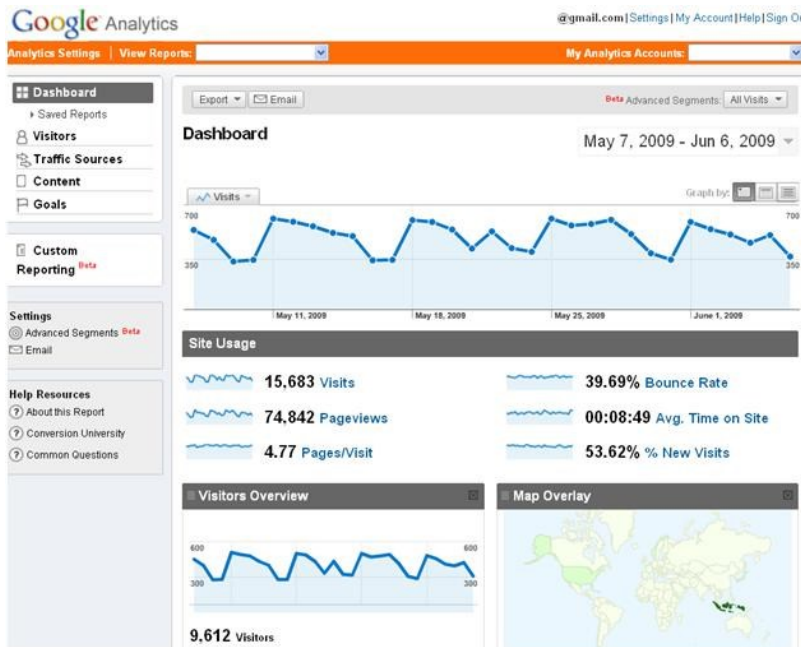 Google Analytics
@gmail.com | Settings | My Account | Help | Sign
Analytics Settings | View Reports:
My Analytics Accounts:
Dashboard
Saved Reports
Visitors
Traffic Sources
Content
Goals
Custom
Reporting Beta
Settings
Advanced Segments Beta
Email
Help Resources
About this Report
Conversion University
Common Questions
Export
Email
Beta Advanced Segments: All Visits
Dashboard
May 7, 2009 - Jun 6, 2009
Visits
Graph by:
700
700
350
350
May 11, 2009
May 18, 2009
May 25, 2009
June 1, 2009
Site Usage
15,683 Visits
39.69% Bounce Rate
74,842 Pageviews
00:08:49 Avg. Time on Site
4.77 Pages/Visit
53.62% % New Visits
Visitors Overview
Map Overlay
600
600
300
300
9,612 Visitors